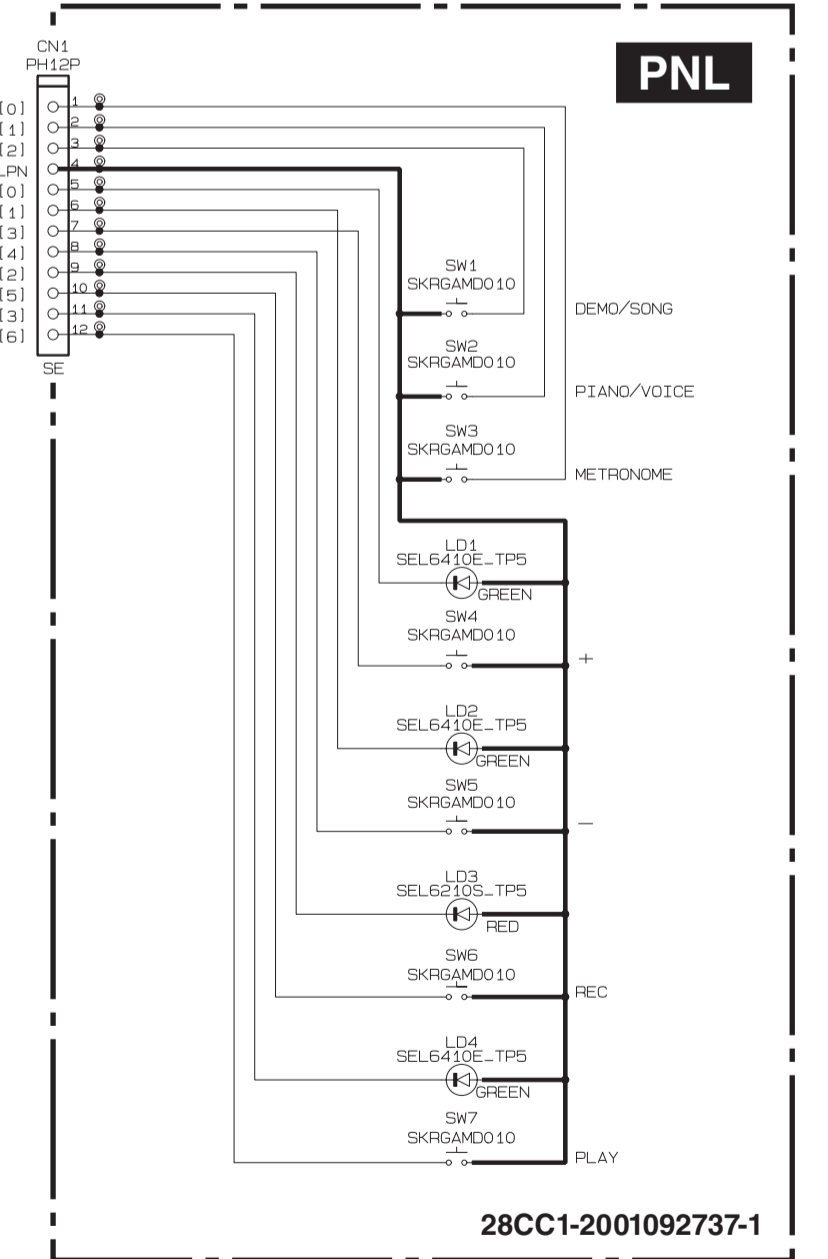 CN1
PH12P
PNL
[0] 1
[1] 2
[2] 3
LPN 4
[0] 5
[1] 6
[3] 7
[4] 8
[2] 9
[5] 10
[3] 11
[6] 12
SE
SW1
SKRGAMD010
DEMO/SONG
SW2
SKRGAMD010
PIANO/VOICE
SW3
SKRGAMD010
METRONOME
LD1
SEL6410E_TP5
GREEN
SW4
SKRGAMD010
+
LD2
SEL6410E_TP5
GREEN
SW5
SKRGAMD010
-
LD3
SEL6210S_TP5
RED
SW6
SKRGAMD010
REC
LD4
SEL6410E_TP5
GREEN
SW7
SKRGAMD010
PLAY
28CC1-2001092737-1